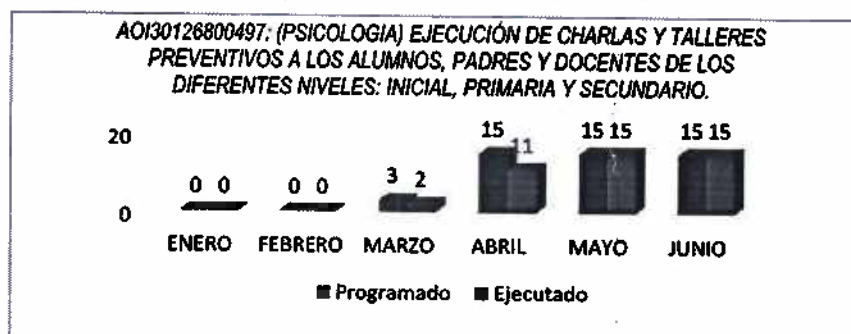 AOI30126800497: (PSICOLOGIA) EJECUCIÓN DE CHARLAS Y TALLERES
PREVENTIVOS A LOS ALUMNOS, PADRES Y DOCENTES DE LOS
DIFERENTES NIVELES: INICIAL, PRIMARIA Y SECUNDARIO.
20
0
0 0
0 0
3 2
15 11
15 15
15 15
ENERO FEBRERO MARZO ABRIL MAYO JUNIO
Programado Ejecutado